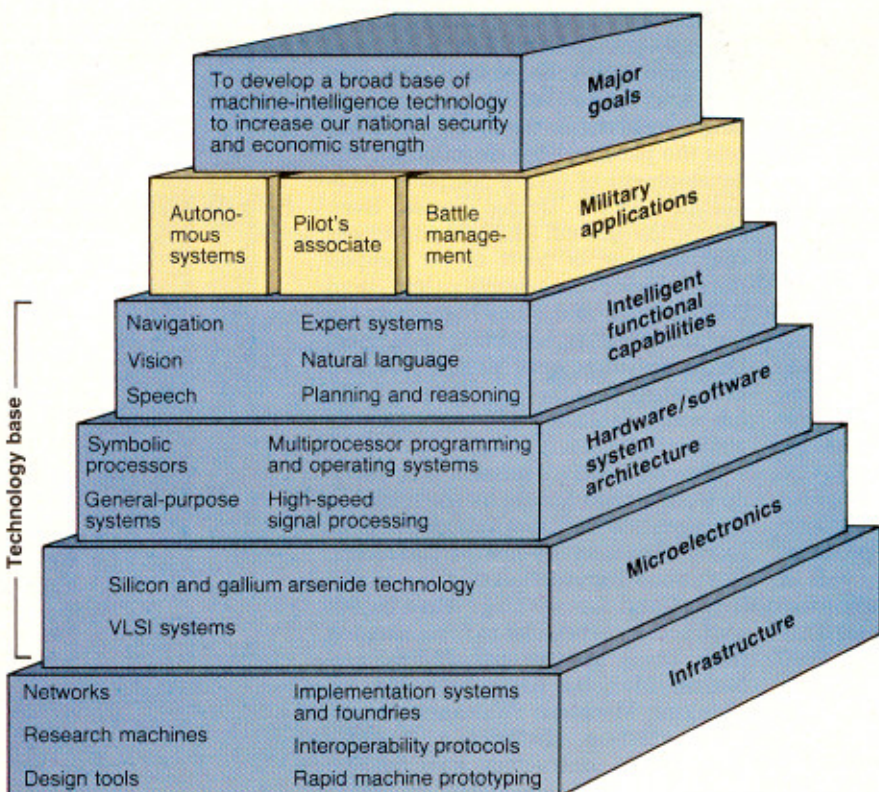 To develop a broad base of
machine-intelligence technology
to increase our national security
and economic strength
Major
goals
Autono-
mous
systems
Pilot's
associate
Battle
manage-
ment
Military
applications
Navigation
Vision
Speech
Expert systems
Natural language
Planning and reasoning
Intelligent
functional
capabilities
Symbolic
processors
General-purpose
systems
Multiprocessor programming
and operating systems
High-speed
signal processing
Hardware/software
system
architecture
Silicon and gallium arsenide technology
VLSI systems
Microelectronics
Technology base
Networks
Research machines
Design tools
Implementation systems
and foundries
Interoperability protocols
Rapid machine prototyping
Infrastructure